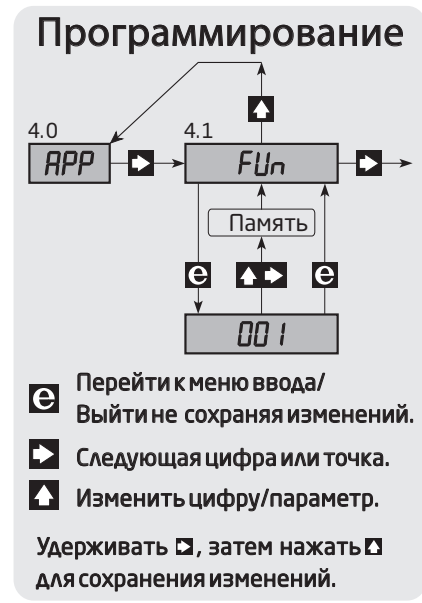 Программирование
4.0
4.1
APP
FUn
Память
e
e
001
e
Перейти к меню ввода/
Выйти не сохраняя изменений.
Следующая цифра или точка.
Изменить цифру/параметр.
Удерживать , затем нажать
для сохранения изменений.